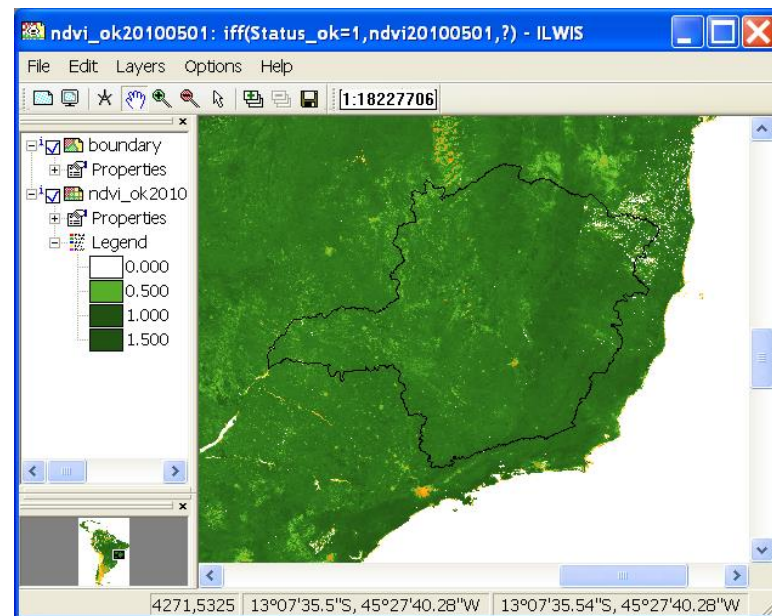 ndvi_ok20100501: iff(Status_ok=1,ndvi20100501,?) - ILWIS
File Edit Layers Options Help
1:18227706
boundary
Properties
ndvi_ok2010
Properties
Legend
0.000
0.500
1.000
1.500
4271,5325 13°07'35.5"S, 45°27'40.28"W 13°07'35.54"S, 45°27'40.28"W